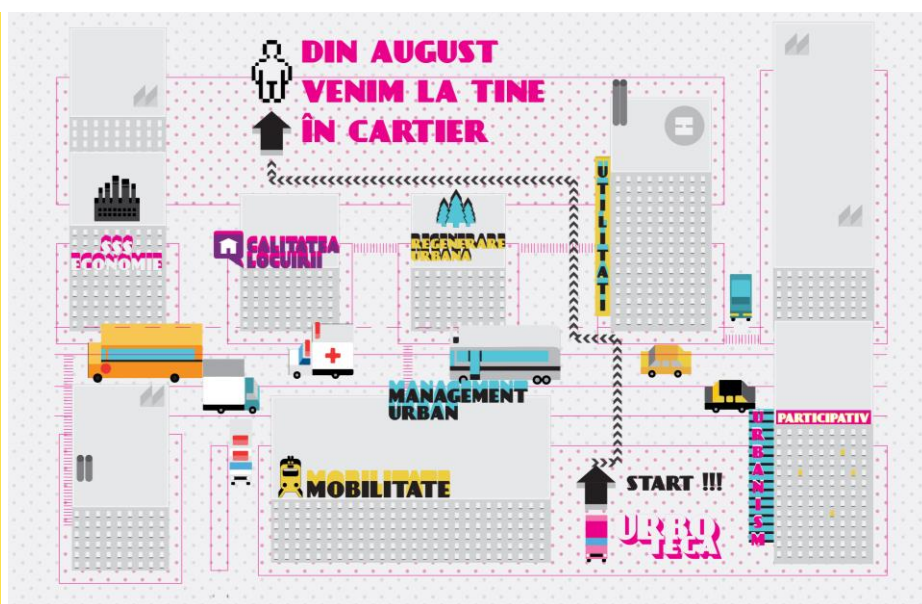 DIN AUGUST
VENIM LA TINE
ÎN CARTIER
UTILITATI
$$$
ECONOMIE
CALITATEA
LOCUIRII
REGENERARE
URBANA
MANAGEMENT
URBAN
PARTICIPATIV
URBANISM
MOBILITATE
START !!!
URBO
TECA